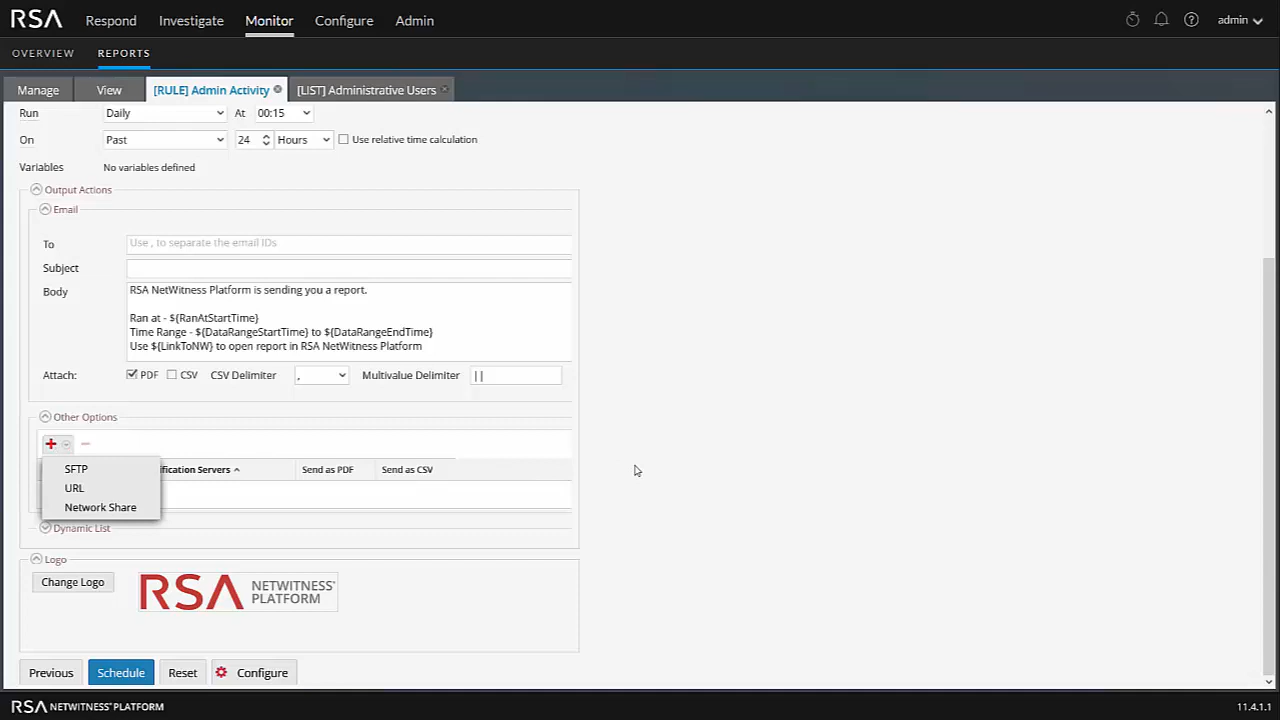 RSA Respond Investigate Monitor Configure Admin admin
OVERVIEW REPORTS
Manage View [RULE] Admin Activity [LIST] Administrative Users
Run Daily At 00:15
On Past 24 Hours Use relative time calculation
Variables No variables defined
Output Actions
Email
To Use , to separate the email IDs
Subject
Body RSA NetWitness Platform is sending you a report.
Ran at - ${RanAtStartTime}
Time Range - ${DataRangeStartTime} to ${DataRangeEndTime}
Use ${LinkToNW} to open report in RSA NetWitness Platform
Attach: PDF CSV CSV Delimiter , Multivalue Delimiter ||
Other Options
SFTP ification Servers Send as PDF Send as CSV
URL
Network Share
Dynamic List
Logo
Change Logo RSA NETWITNESS® PLATFORM
Previous Schedule Reset Configure
RSA NETWITNESS PLATFORM 11.4.1.1